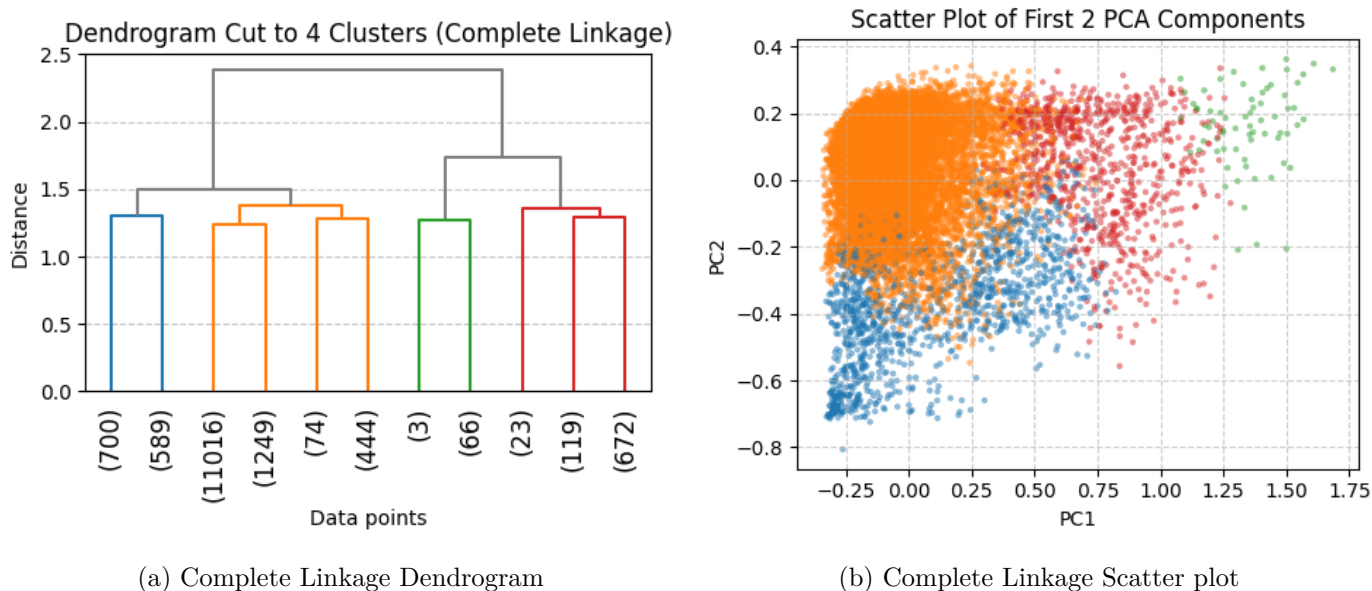 Dendrogram Cut to 4 Clusters (Complete Linkage)
2.5
2.0
1.5
1.0
0.5
0.0
Distance
(700)
(589)
(11016)
(1249)
(74)
(444)
(3)
(66)
(23)
(119)
(672)
Data points
(a) Complete Linkage Dendrogram
Scatter Plot of First 2 PCA Components
0.4
0.2
0.0
−0.2
−0.4
−0.6
−0.8
PC2
−0.25 0.00 0.25 0.50 0.75 1.00 1.25 1.50 1.75
PC1
(b) Complete Linkage Scatter plot